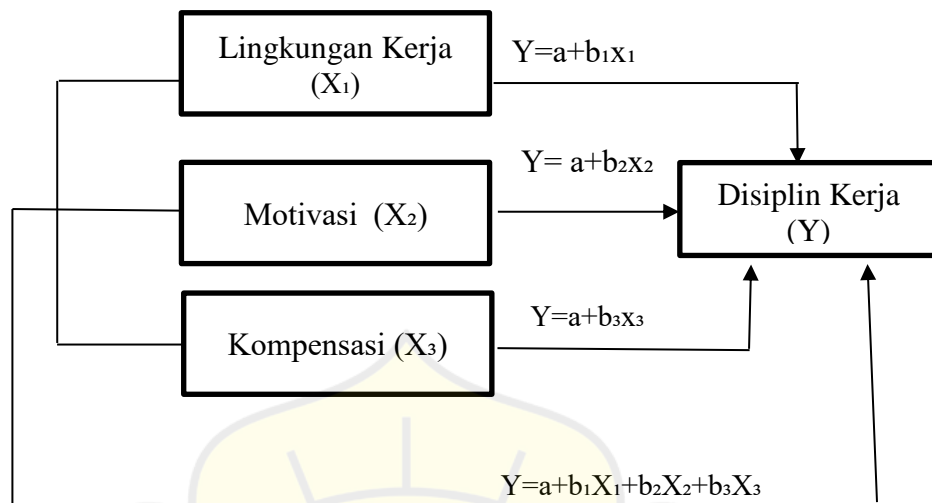 Lingkungan Kerja
(X₁)
Y=a+b₁x₁
Motivasi (X₂)
Y= a+b₂x₂
Disiplin Kerja
(Y)
Kompensasi (X₃)
Y=a+b₃x₃
Y=a+b₁X₁+b₂X₂+b₃X₃